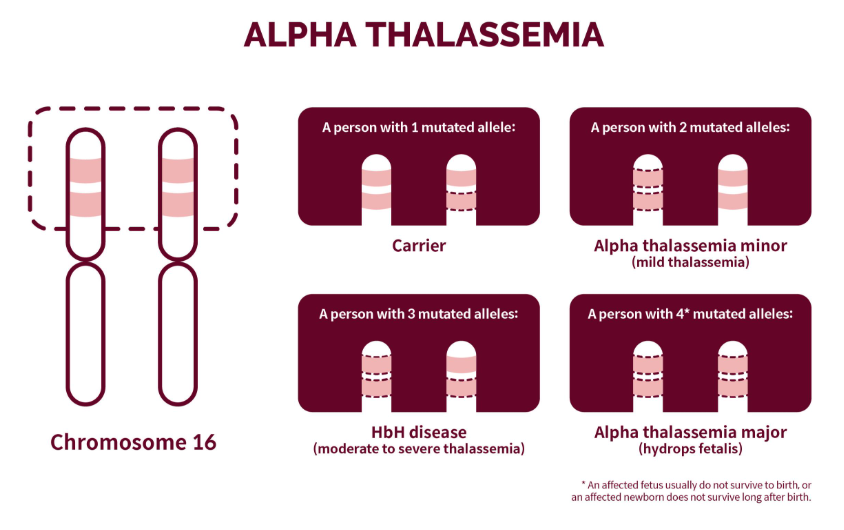 ALPHA THALASSEMIA
Chromosome 16
A person with 1 mutated allele:
Carrier
A person with 2 mutated alleles:
Alpha thalassemia minor
(mild thalassemia)
A person with 3 mutated alleles:
HbH disease
(moderate to severe thalassemia)
A person with 4* mutated alleles:
Alpha thalassemia major
(hydrops fetalis)
* An affected fetus usually do not survive to birth, or
an affected newborn does not survive long after birth.